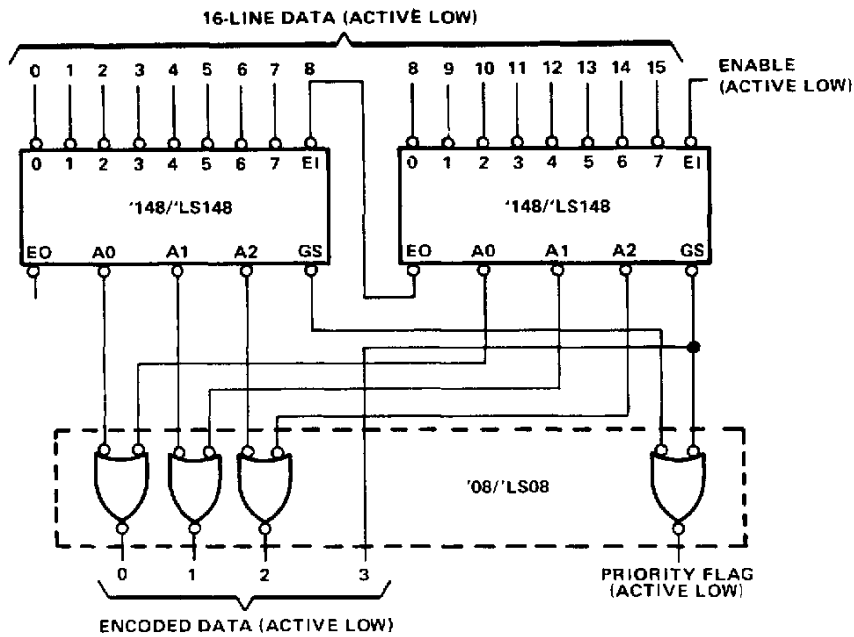 16-LINE DATA (ACTIVE LOW)
0 1 2 3 4 5 6 7 8 8 9 10 11 12 13 14 15 ENABLE
(ACTIVE LOW)
0 1 2 3 4 5 6 7 EI 0 1 2 3 4 5 6 7 EI
'148/'LS148 '148/'LS148
EO A0 A1 A2 GS EO A0 A1 A2 GS
'08/'LS08
0 1 2 3 PRIORITY FLAG
(ACTIVE LOW)
ENCODED DATA (ACTIVE LOW)